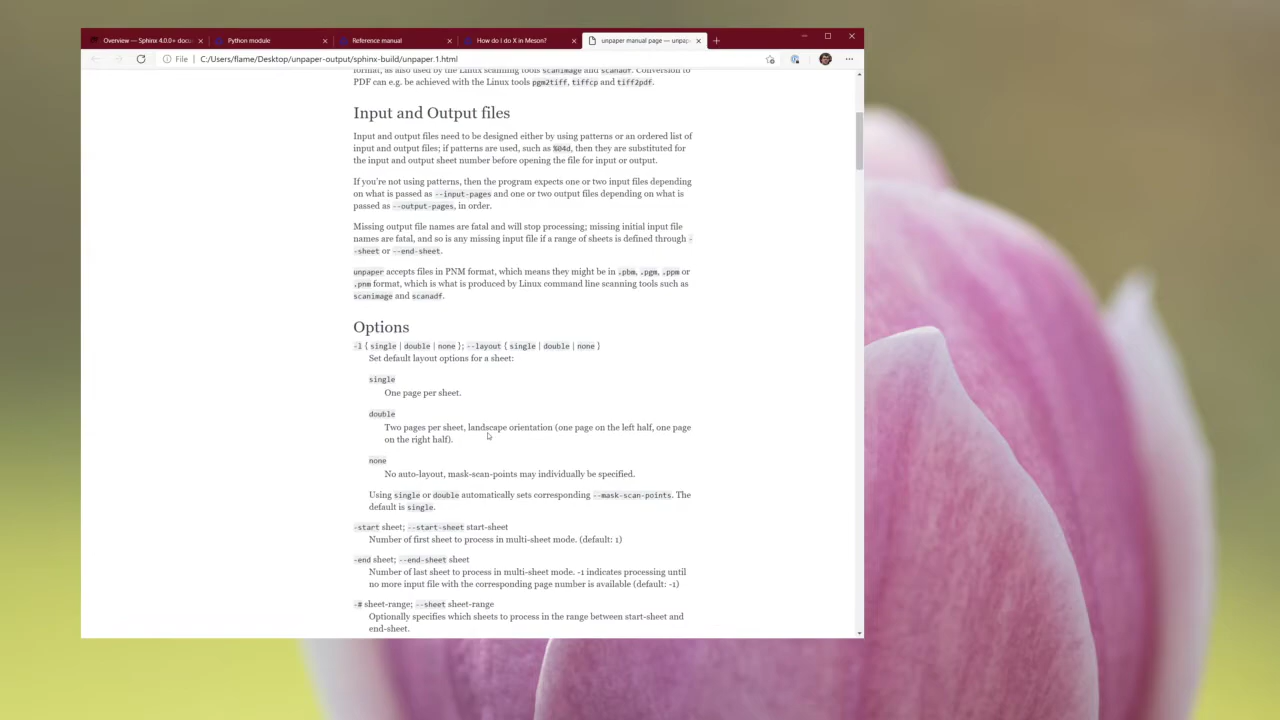 Overview — Sphinx 4.0.0+ docu
Python module
Reference manual
How do I do X in Meson?
unpaper manual page — unpap
File
C:/Users/flame/Desktop/unpaper-output/sphinx-build/unpaper.1.html
format, as also used by the Linux scanning tools scanimage and scanadf. Conversion to
PDF can e.g. be achieved with the Linux tools pgm2tiff, tiffcp and tiff2pdf.
Input and Output files
Input and output files need to be designed either by using patterns or an ordered list of
input and output files; if patterns are used, such as %04d, then they are substituted for
the input and output sheet number before opening the file for input or output.
If you're not using patterns, then the program expects one or two input files depending
on what is passed as --input-pages and one or two output files depending on what is
passed as --output-pages, in order.
Missing output file names are fatal and will stop processing; missing initial input file
names are fatal, and so is any missing input file if a range of sheets is defined through -
-sheet or --end-sheet.
unpaper accepts files in PNM format, which means they might be in .pbm, .pgm, .ppm or
.pnm format, which is what is produced by Linux command line scanning tools such as
scanimage and scanadf.
Options
-l { single | double | none }; --layout { single | double | none }
Set default layout options for a sheet:
single
One page per sheet.
double
Two pages per sheet, landscape orientation (one page on the left half, one page
on the right half).
none
No auto-layout, mask-scan-points may individually be specified.
Using single or double automatically sets corresponding --mask-scan-points. The
default is single.
-start sheet; --start-sheet start-sheet
Number of first sheet to process in multi-sheet mode. (default: 1)
-end sheet; --end-sheet sheet
Number of last sheet to process in multi-sheet mode. -1 indicates processing until
no more input file with the corresponding page number is available (default: -1)
-# sheet-range; --sheet sheet-range
Optionally specifies which sheets to process in the range between start-sheet and
end-sheet.